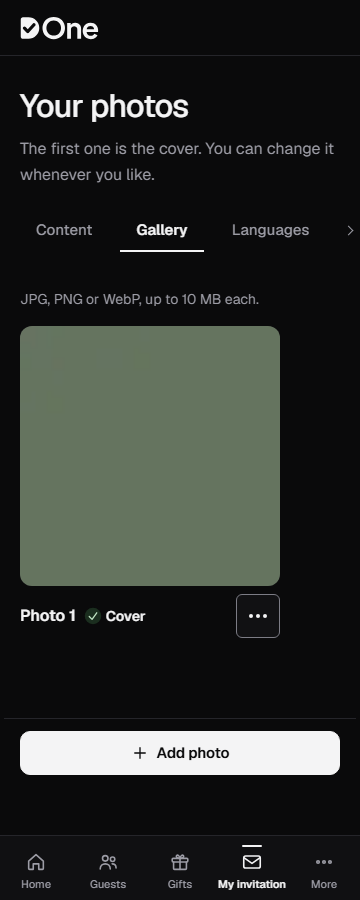 DOne
Your photos
The first one is the cover. You can change it
whenever you like.
Content Gallery Languages
JPG, PNG or WebP, up to 10 MB each.
Photo 1 Cover
Add photo
Home Guests Gifts My invitation More